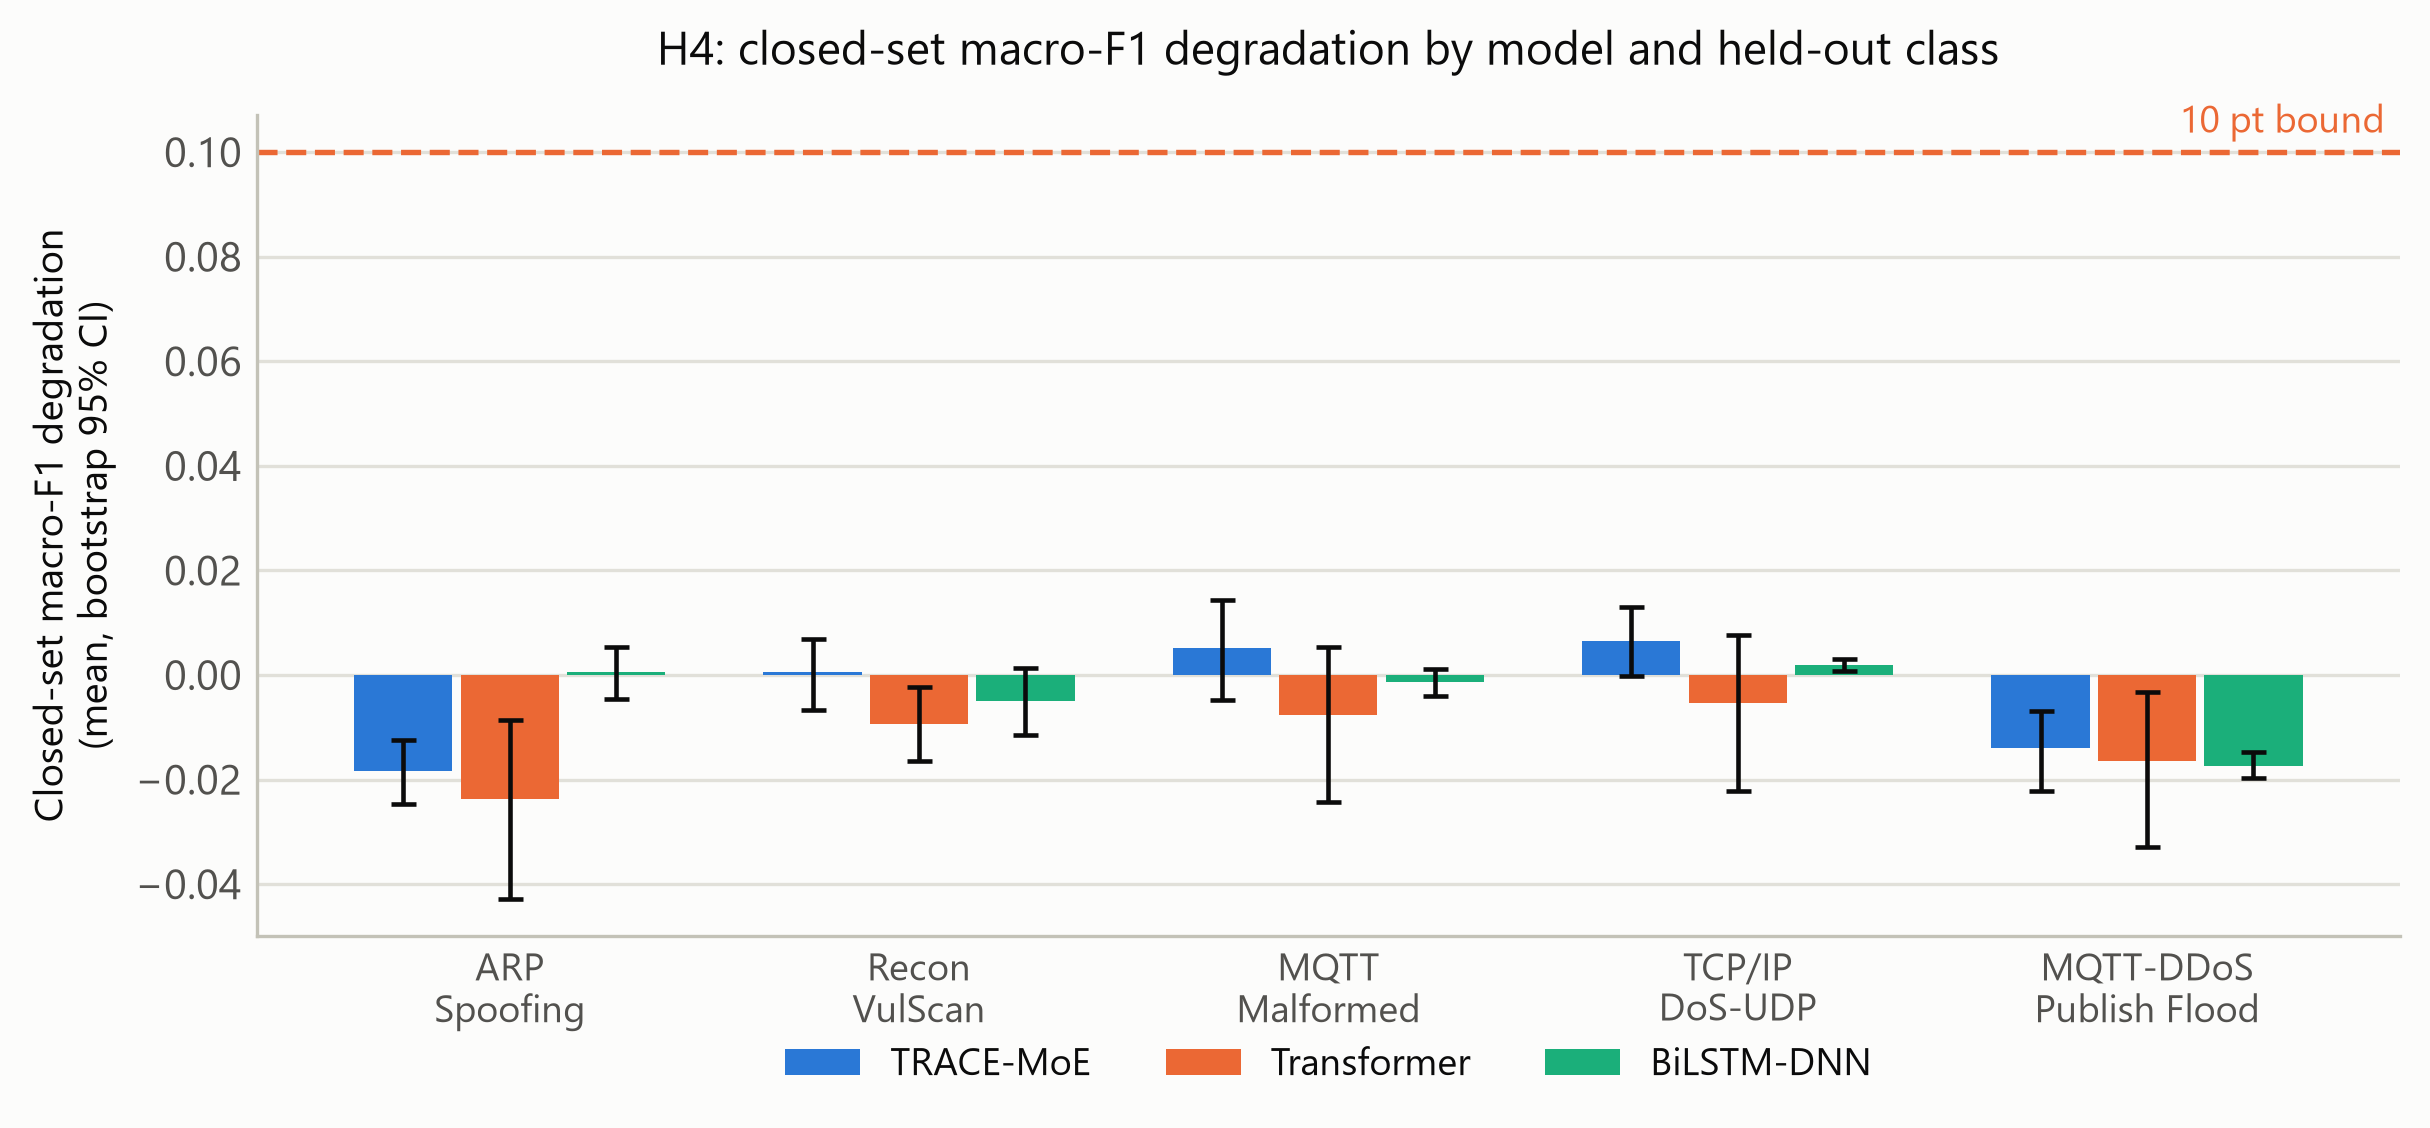 H4: closed-set macro-F1 degradation by model and held-out class
10 pt bound
Closed-set macro-F1 degradation
(mean, bootstrap 95% CI)
0.10
0.08
0.06
0.04
0.02
0.00
−0.02
−0.04
ARP
Spoofing
Recon
VulScan
MQTT
Malformed
TCP/IP
DoS-UDP
MQTT-DDoS
Publish Flood
TRACE-MoE
Transformer
BiLSTM-DNN